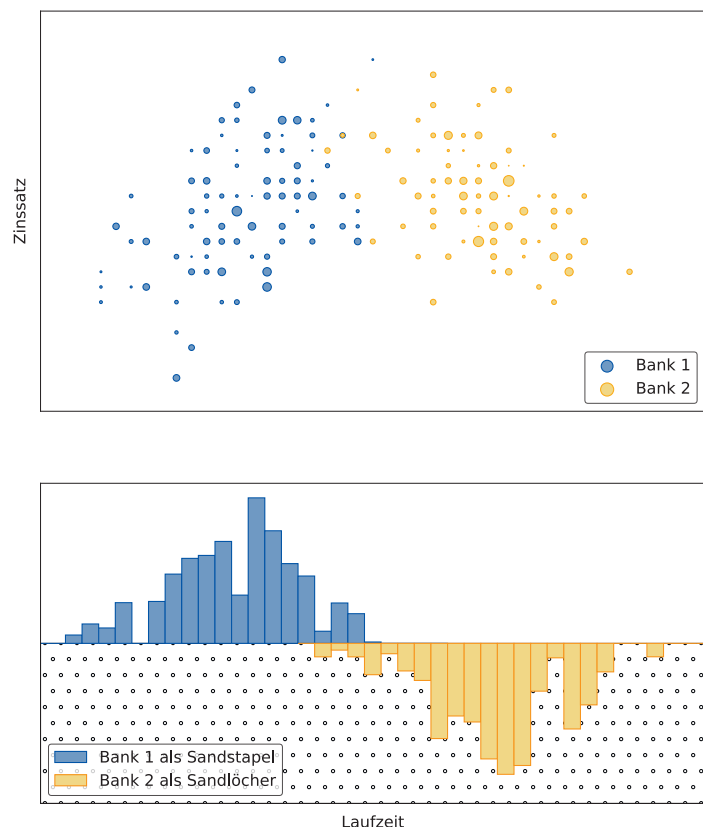 Zinssatz
Bank 1
Bank 2
Bank 1 als Sandstapel
Bank 2 als Sandlöcher
Laufzeit